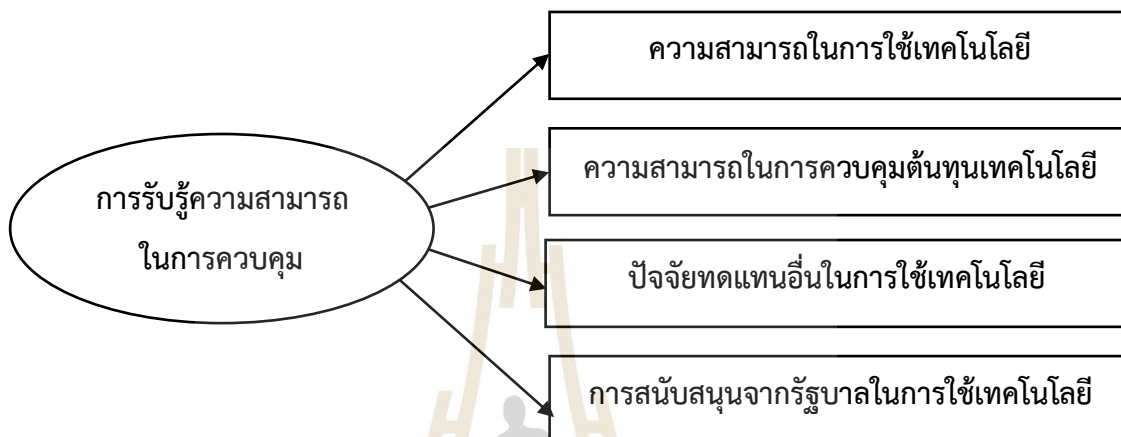 ความสามารถในการใช้เทคโนโลยี
ความสามารถในการควบคุมต้นทุนเทคโนโลยี
การรับรู้ความสามารถ
ในการควบคุม
ปัจจัยทดแทนอื่นในการใช้เทคโนโลยี
การสนับสนุนจากรัฐบาลในการใช้เทคโนโลยี